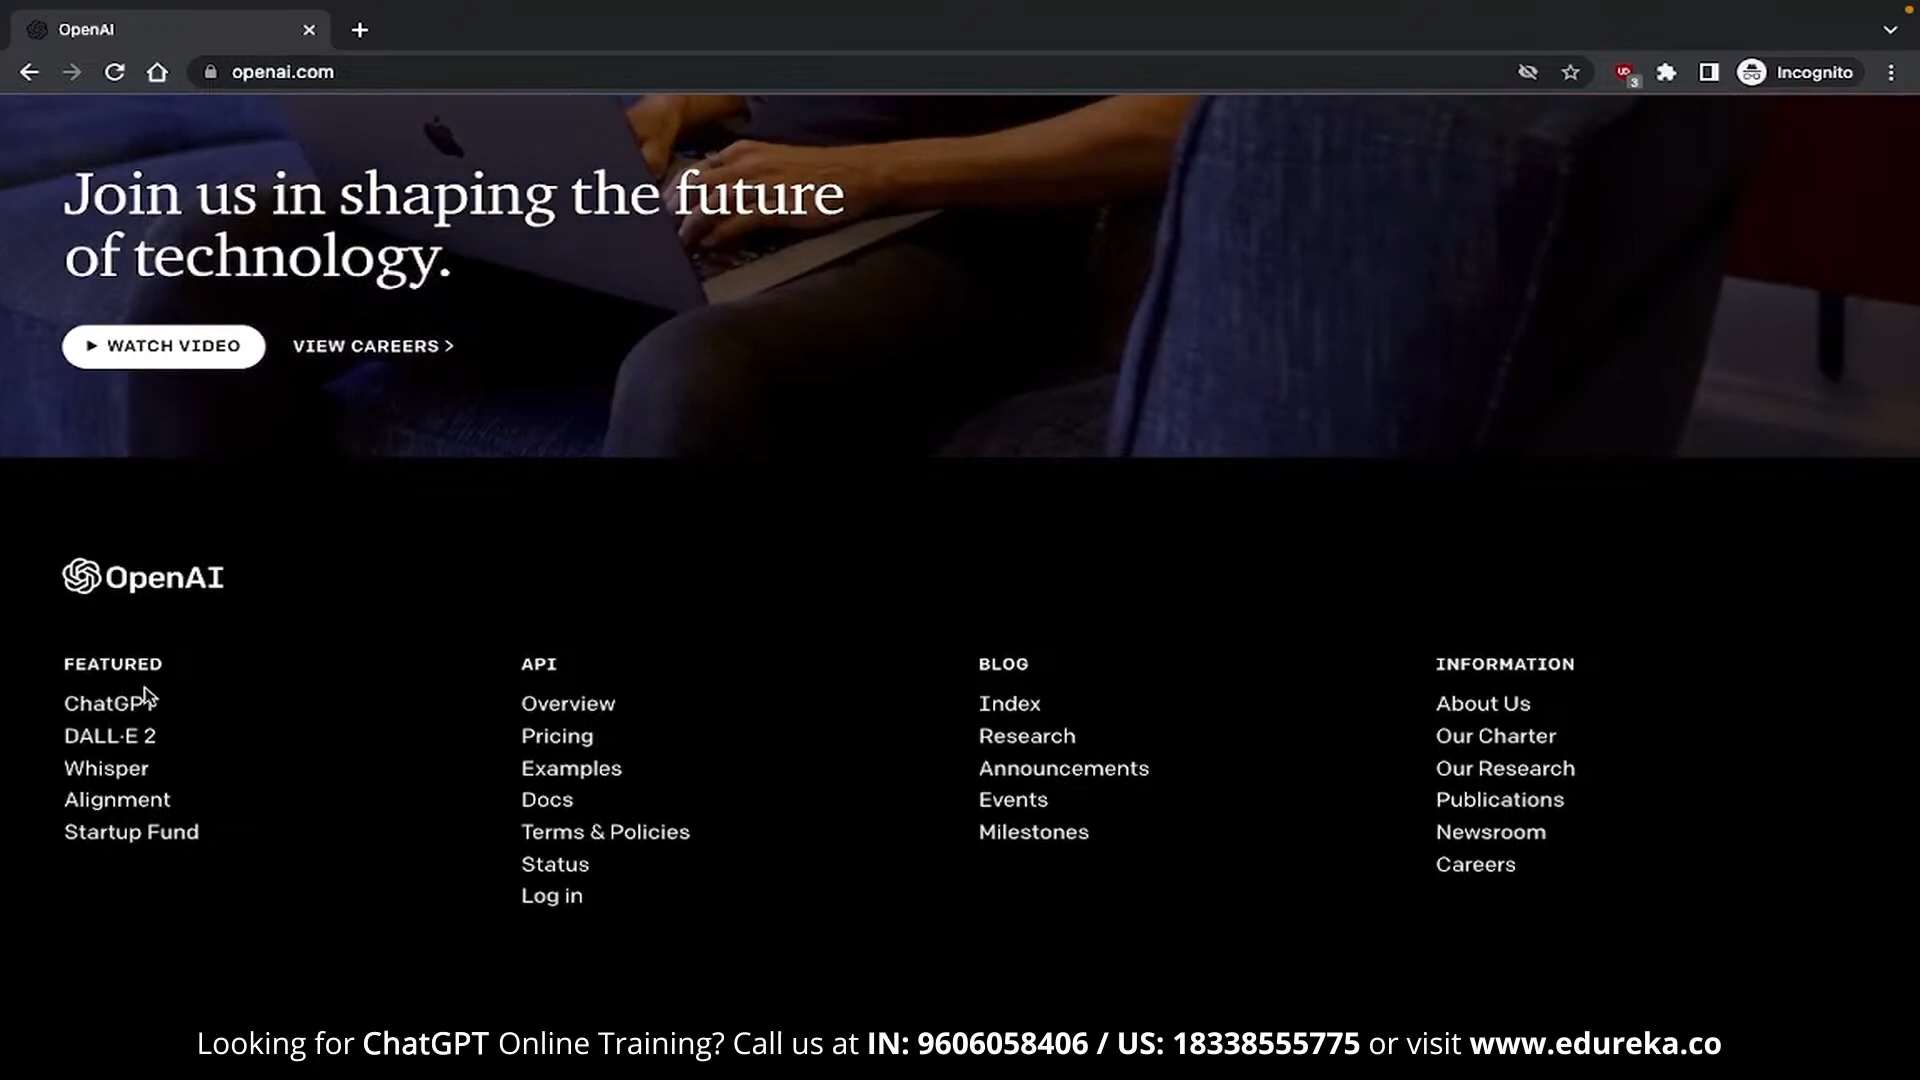 OpenAI
openai.com
3
Incognito
Join us in shaping the future
of technology.
WATCH VIDEO
VIEW CAREERS >
OpenAI
FEATURED
ChatGPT
DALL·E 2
Whisper
Alignment
Startup Fund
API
Overview
Pricing
Examples
Docs
Terms & Policies
Status
Log in
BLOG
Index
Research
Announcements
Events
Milestones
INFORMATION
About Us
Our Charter
Our Research
Publications
Newsroom
Careers
Looking for ChatGPT Online Training? Call us at IN: 9606058406 / US: 18338555775 or visit www.edureka.co